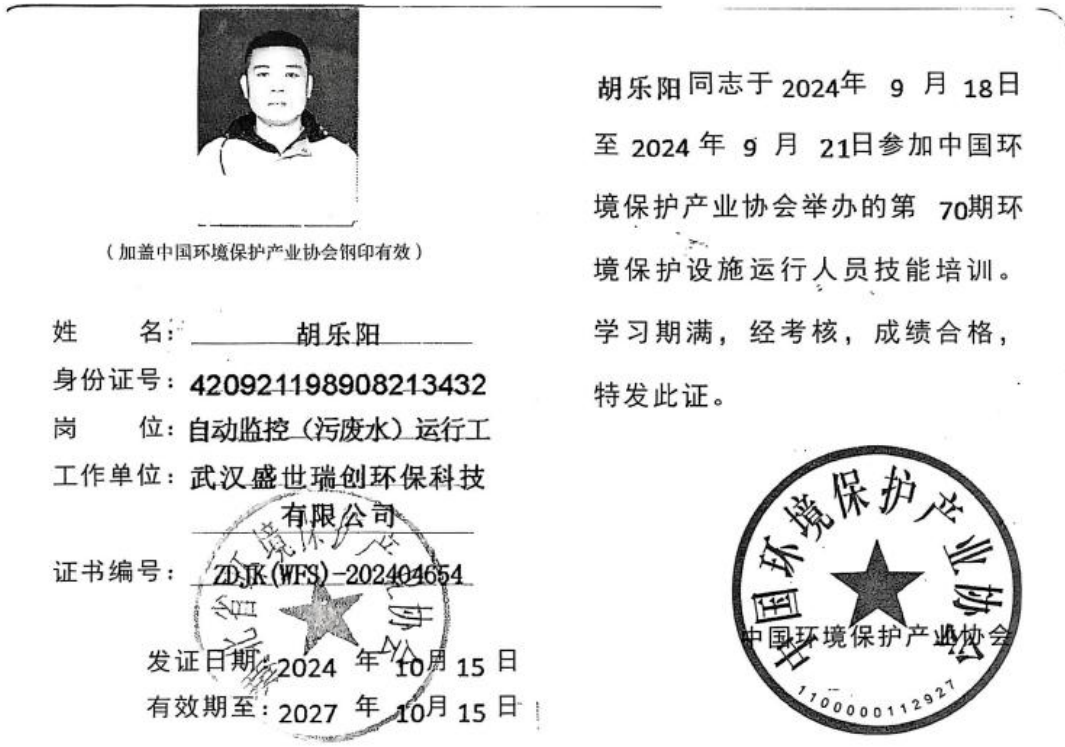 （加盖中国环境保护产业协会钢印有效）
姓 名：胡乐阳
身份证号：420921198908213432
岗 位：自动监控（污废水）运行工
工作单位：武汉盛世瑞创环保科技
有限公司
证书编号：ZDJK(WFS)-202404654
发证日期：2024 年 10月 15 日
有效期至：2027 年 10月 15 日
胡乐阳同志于 2024年 9 月 18日
至 2024 年 9 月 21日参加中国环
境保护产业协会举办的第 70期环
境保护设施运行人员技能培训。
学习期满，经考核，成绩合格，
特发此证。
中国环境保护产业协会
中国环境保护产业协会
1100000112927